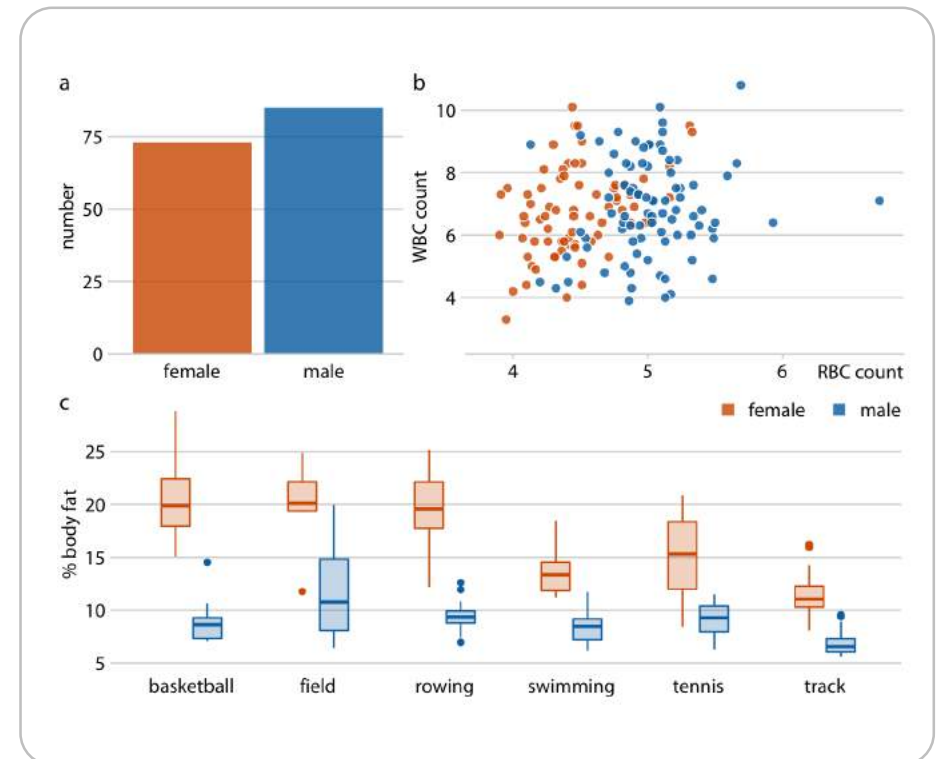 a
75
50
25
0
number
female
male
b
10
8
6
4
WBC count
4
5
6
RBC count
female
male
c
25
20
15
10
5
% body fat
basketball
field
rowing
swimming
tennis
track